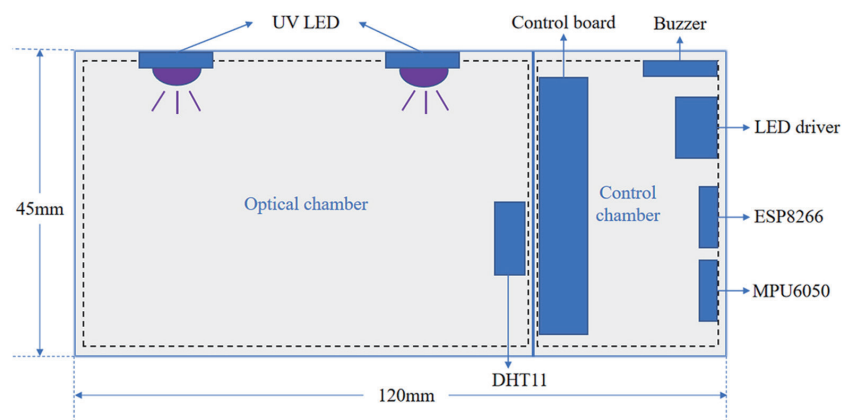 UV LED
Control board
Buzzer
LED driver
45mm
Optical chamber
Control
chamber
ESP8266
MPU6050
DHT11
120mm